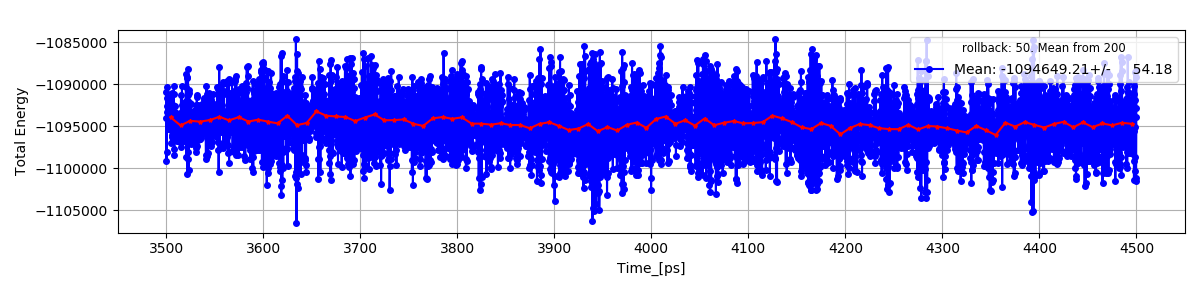 rollback: 50, Mean from 200
Mean: -1094649.21+/- 54.18
Total Energy
−1085000
−1090000
−1095000
−1100000
−1105000
3500 3600 3700 3800 3900 4000 4100 4200 4300 4400 4500
Time_[ps]